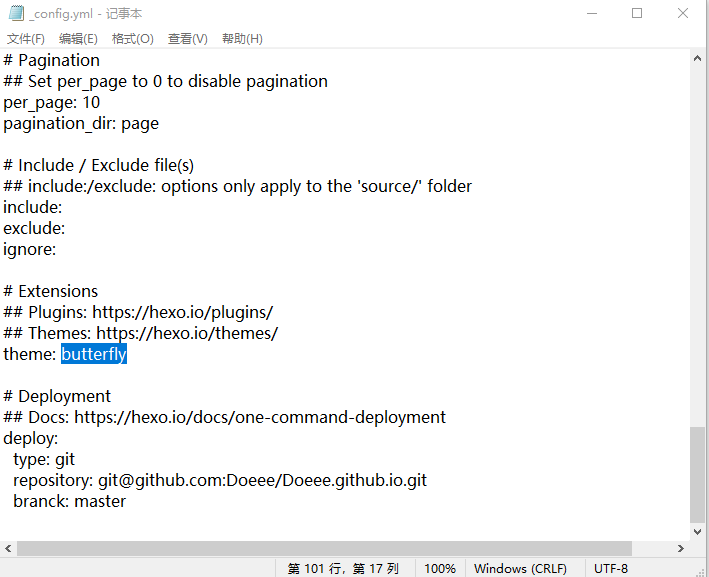 _config.yml - 记事本
文件(F) 编辑(E) 格式(O) 查看(V) 帮助(H)
# Pagination
## Set per_page to 0 to disable pagination
per_page: 10
pagination_dir: page
# Include / Exclude file(s)
## include:/exclude: options only apply to the 'source/' folder
include:
exclude:
ignore:
# Extensions
## Plugins: https://hexo.io/plugins/
## Themes: https://hexo.io/themes/
theme: butterfly
# Deployment
## Docs: https://hexo.io/docs/one-command-deployment
deploy:
  type: git
  repository: git@github.com:Doeee/Doeee.github.io.git
  branck: master
第 101 行，第 17 列 100% Windows (CRLF) UTF-8